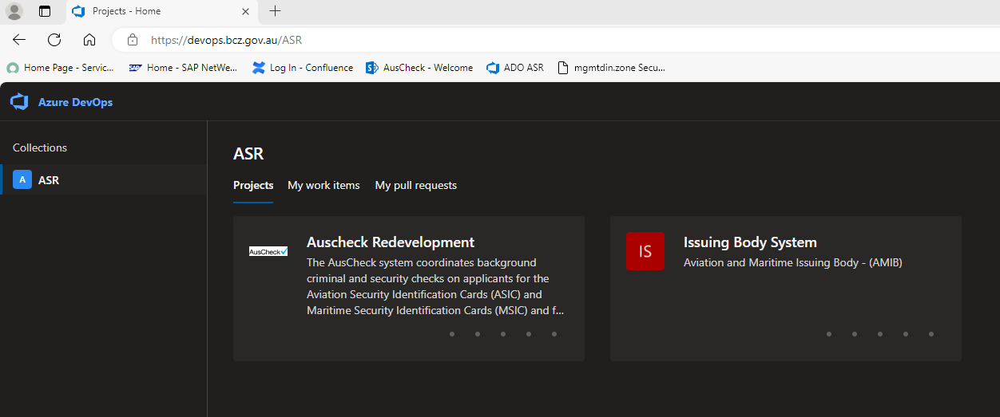 Projects - Home
https://devops.bcz.gov.au/ASR
Home Page - Servic...
Home - SAP NetWe...
Log In - Confluence
AusCheck - Welcome
ADO ASR
mgmtdin.zone Secu...
Azure DevOps
Collections
A ASR
ASR
Projects
My work items
My pull requests
AusCheck
Auscheck Redevelopment
The AusCheck system coordinates background
criminal and security checks on applicants for the
Aviation Security Identification Cards (ASIC) and
Maritime Security Identification Cards (MSIC) and f...
IS
Issuing Body System
Aviation and Maritime Issuing Body - (AMIB)